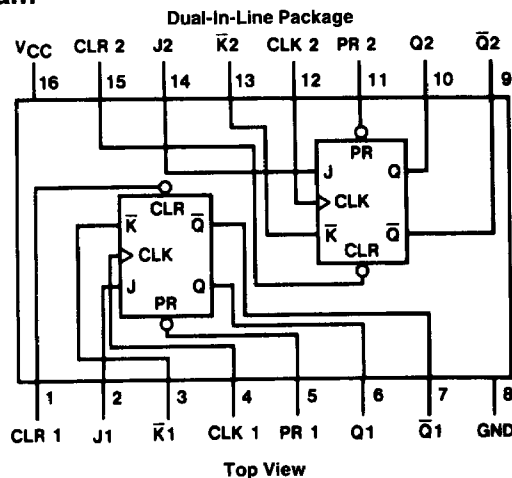 Dual-In-Line Package
VCC CLR 2 J2 K̅2 CLK 2 PR 2 Q2 Q̅2
16 15 14 13 12 11 10 9
PR
J Q
CLK
K̅ Q̅
CLR
CLR
K̅ Q̅
CLK
J Q
PR
1 2 3 4 5 6 7 8
CLR 1 J1 K̅1 CLK 1 PR 1 Q1 Q̅1 GND
Top View